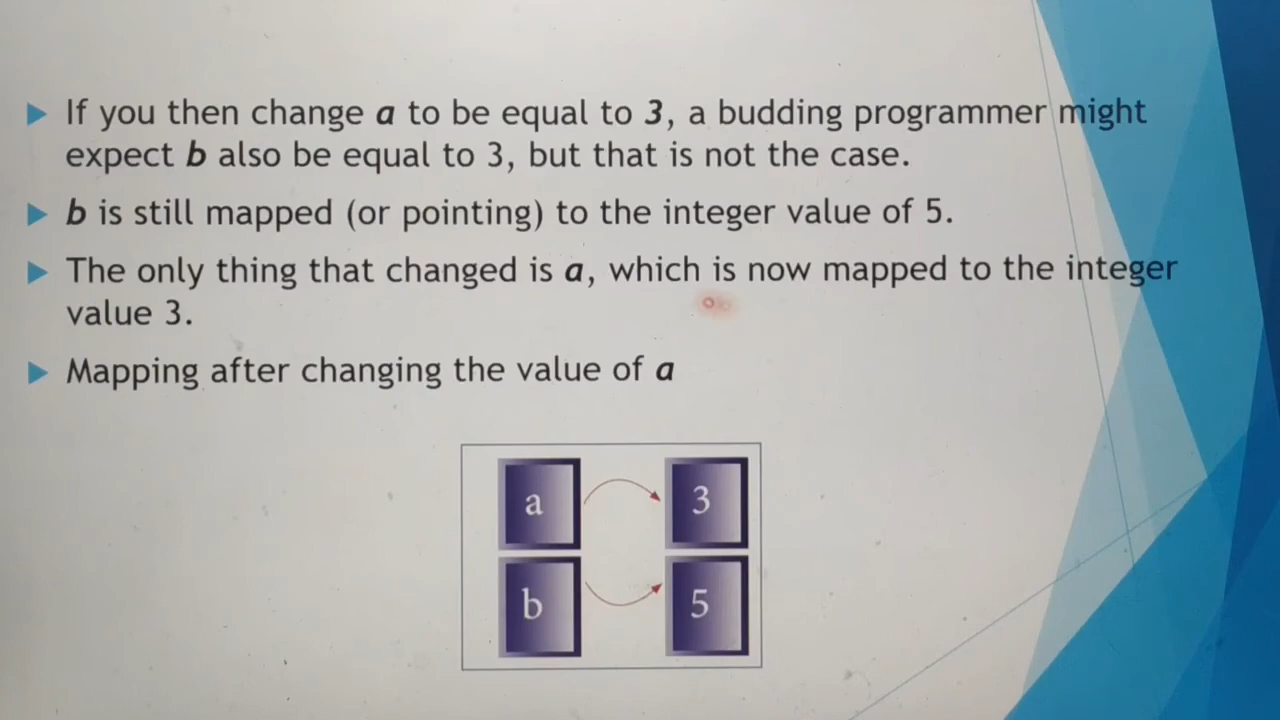 If you then change a to be equal to 3, a budding programmer might
expect b also be equal to 3, but that is not the case.
b is still mapped (or pointing) to the integer value of 5.
The only thing that changed is a, which is now mapped to the integer
value 3.
Mapping after changing the value of a
a 3
b 5